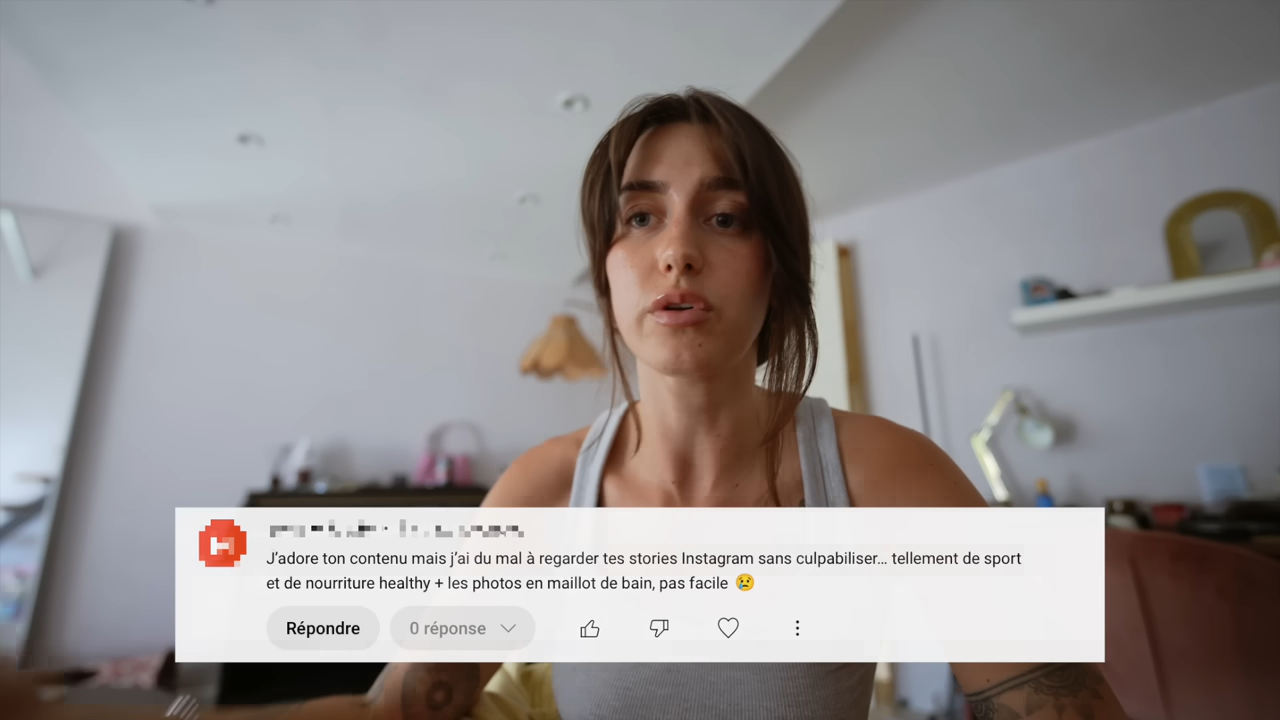 J’adore ton contenu mais j’ai du mal à regarder tes stories Instagram sans culpabiliser... tellement de sport
et de nourriture healthy + les photos en maillot de bain, pas facile 😢
Répondre
0 réponse